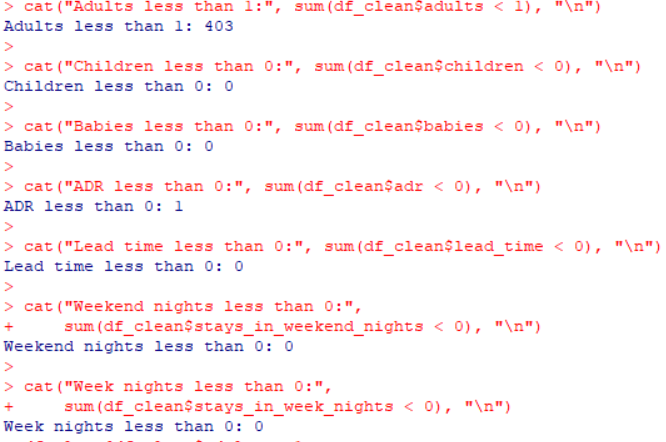 > cat("Adults less than 1:", sum(df_clean$adults < 1), "\n")
Adults less than 1: 403
>
> cat("Children less than 0:", sum(df_clean$children < 0), "\n")
Children less than 0: 0
>
> cat("Babies less than 0:", sum(df_clean$babies < 0), "\n")
Babies less than 0: 0
>
> cat("ADR less than 0:", sum(df_clean$adr < 0), "\n")
ADR less than 0: 1
>
> cat("Lead time less than 0:", sum(df_clean$lead_time < 0), "\n")
Lead time less than 0: 0
>
> cat("Weekend nights less than 0:",
+     sum(df_clean$stays_in_weekend_nights < 0), "\n")
Weekend nights less than 0: 0
>
> cat("Week nights less than 0:",
+     sum(df_clean$stays_in_week_nights < 0), "\n")
Week nights less than 0: 0